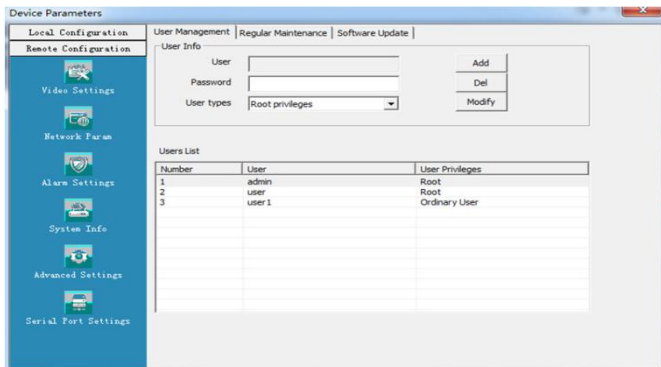 Device Parameters
Local Configuration
Remote Configuration
Video Settings
Network Param
Alarm Settings
System Info
Advanced Settings
Serial Port Settings
User Management Regular Maintenance Software Update
User Info
User Add
Password Del
User types Root privileges Modify
Users List
Number User User Privileges
1 admin Root
2 user Root
3 user1 Ordinary User